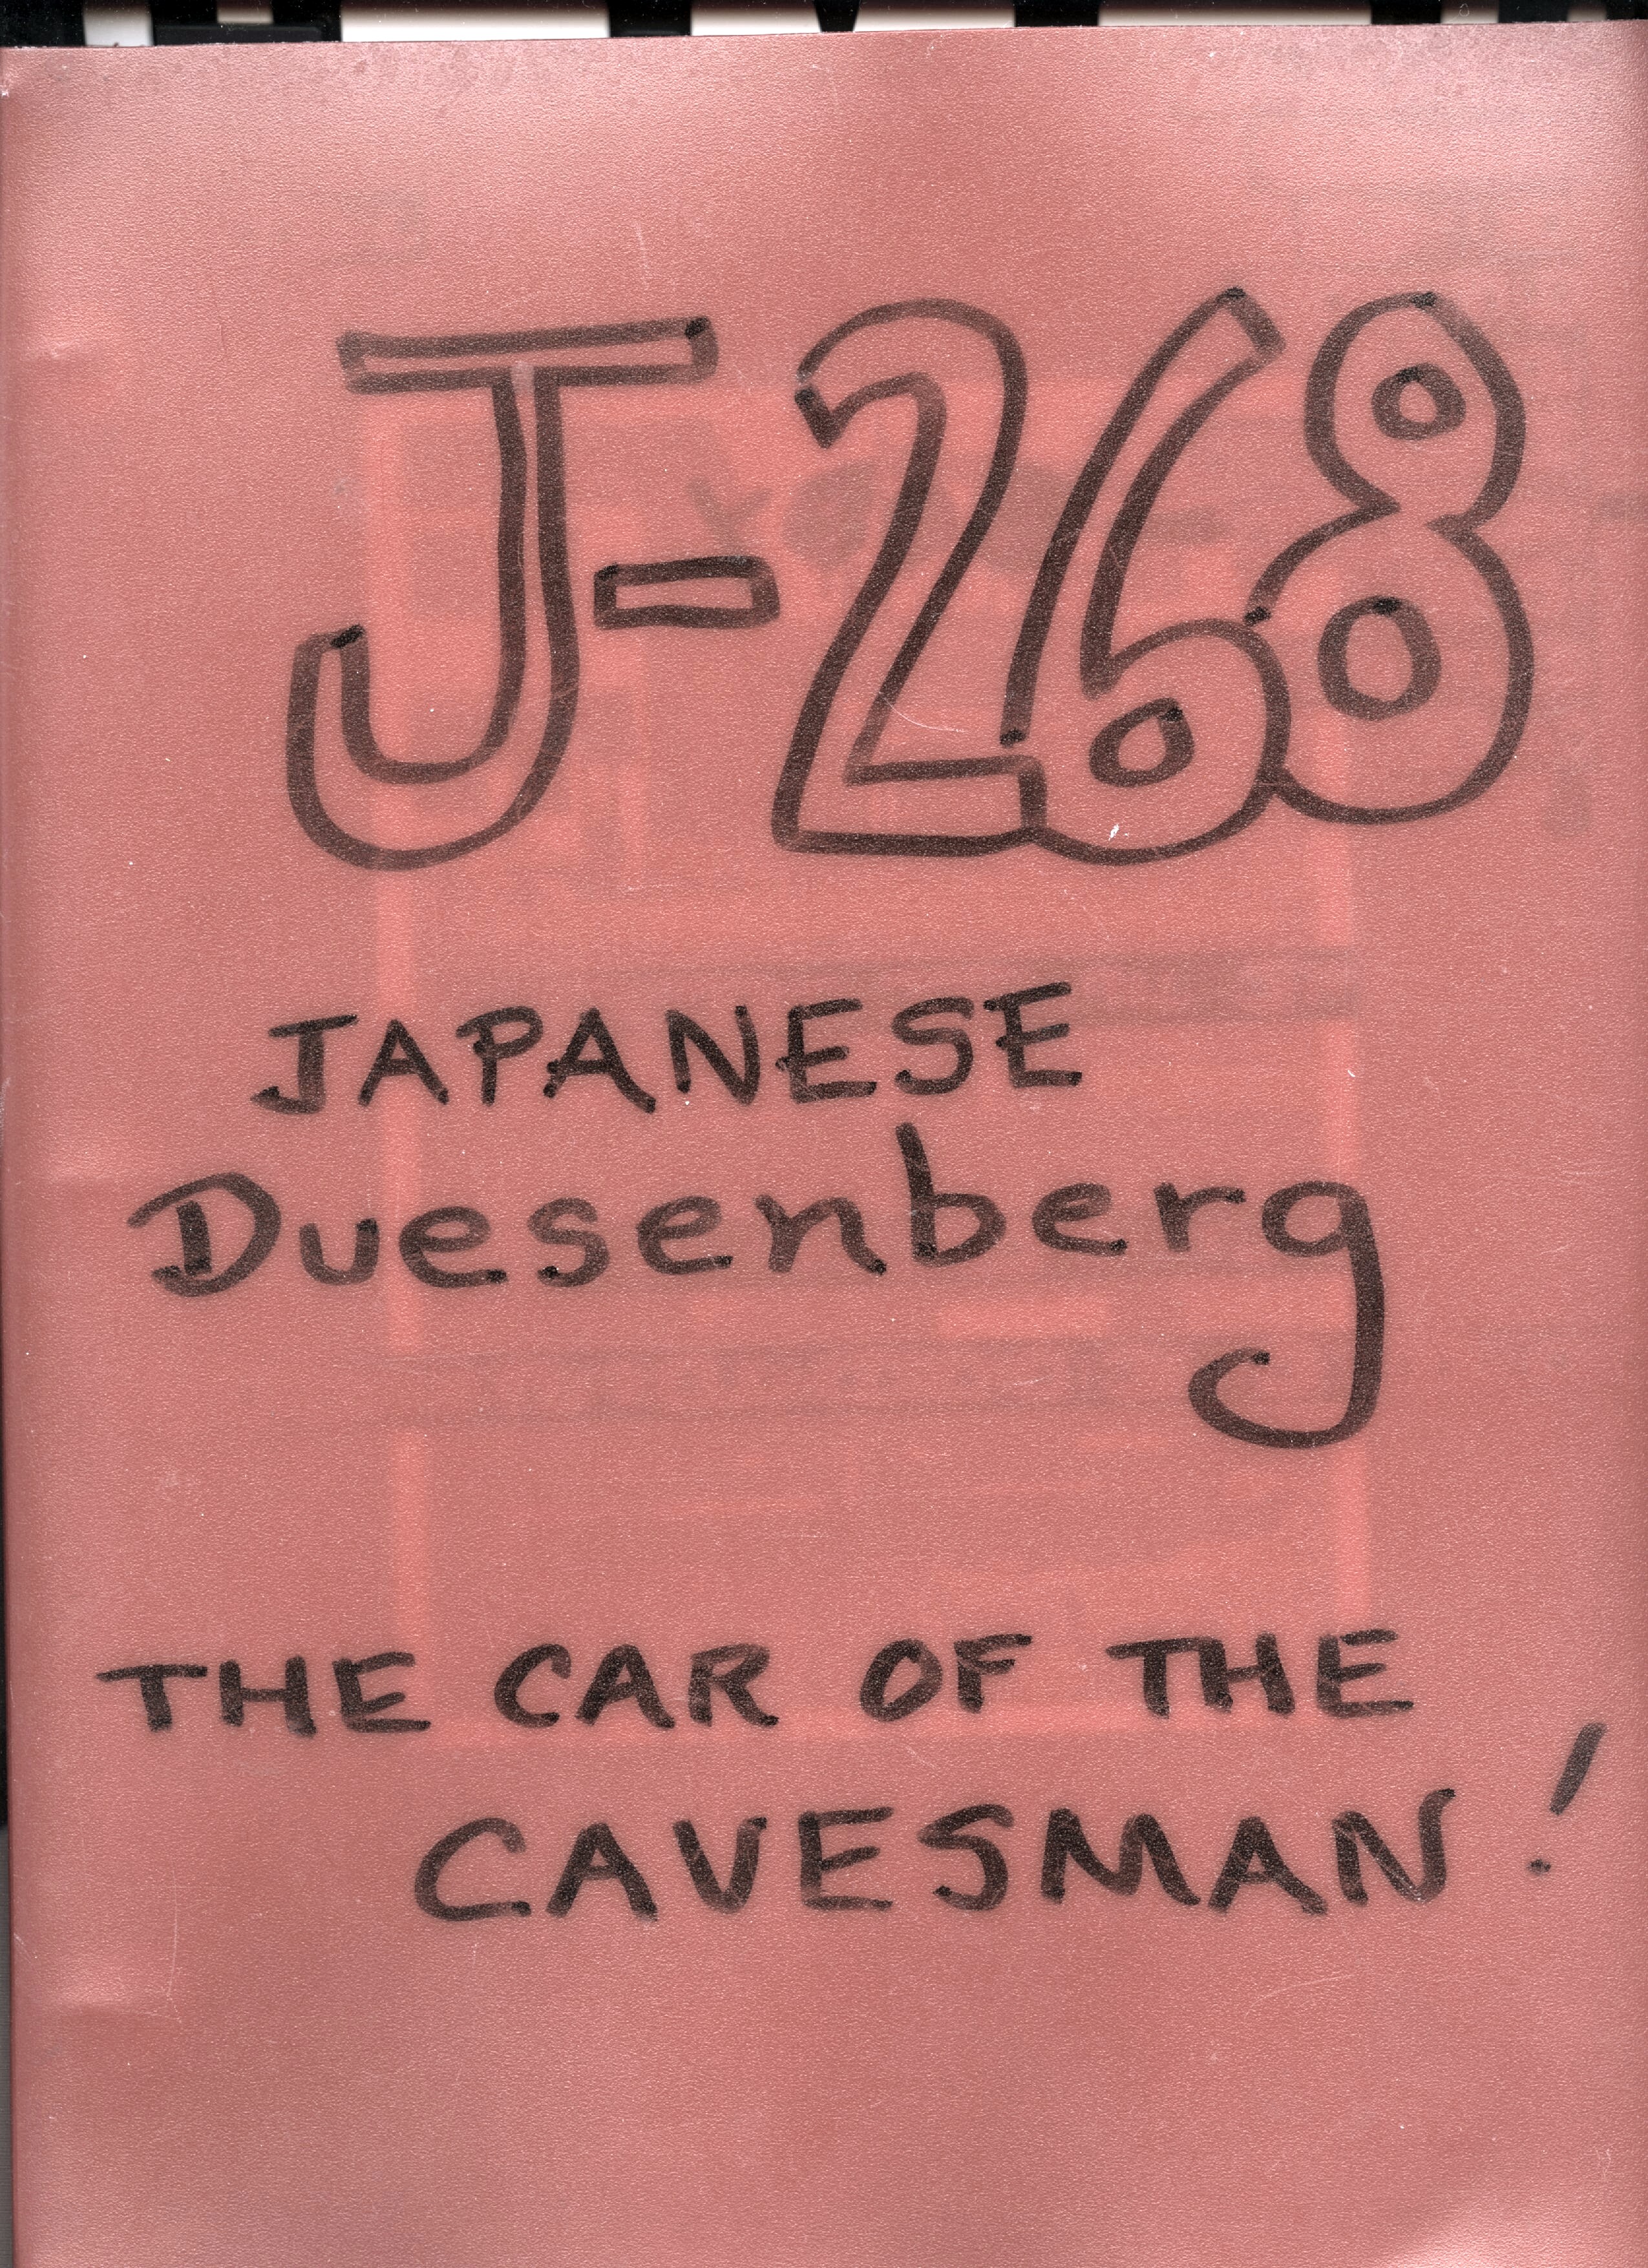 J-268
JAPANESE
Duesenberg
THE CAR OF THE
CAVESMAN!